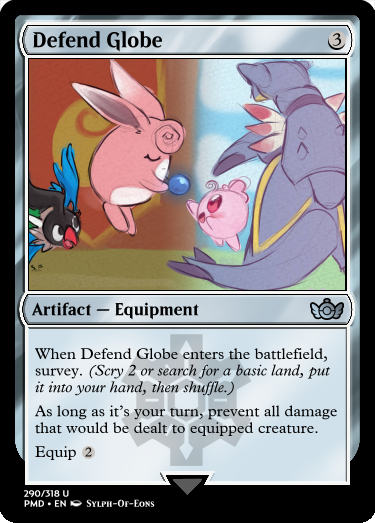 Defend Globe 3
Artifact — Equipment
When Defend Globe enters the battlefield,
survey. (Scry 2 or search for a basic land, put
it into your hand, then shuffle.)
As long as it's your turn, prevent all damage
that would be dealt to equipped creature.
Equip 2
290/318 U
PMD • EN Sylph-Of-Eons